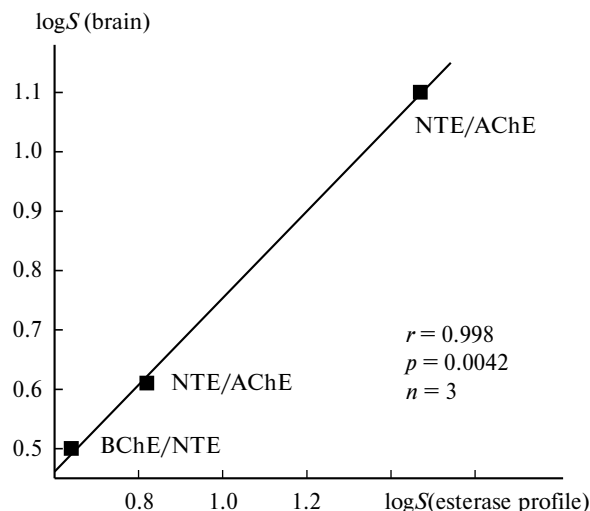 logS (brain)
1.1
NTE/AChE
1.0
0.9
0.8
0.7
r = 0.998
p = 0.0042
0.6
NTE/AChE
n = 3
0.5
BChE/NTE
0.8 1.0 1.2 logS(esterase profile)